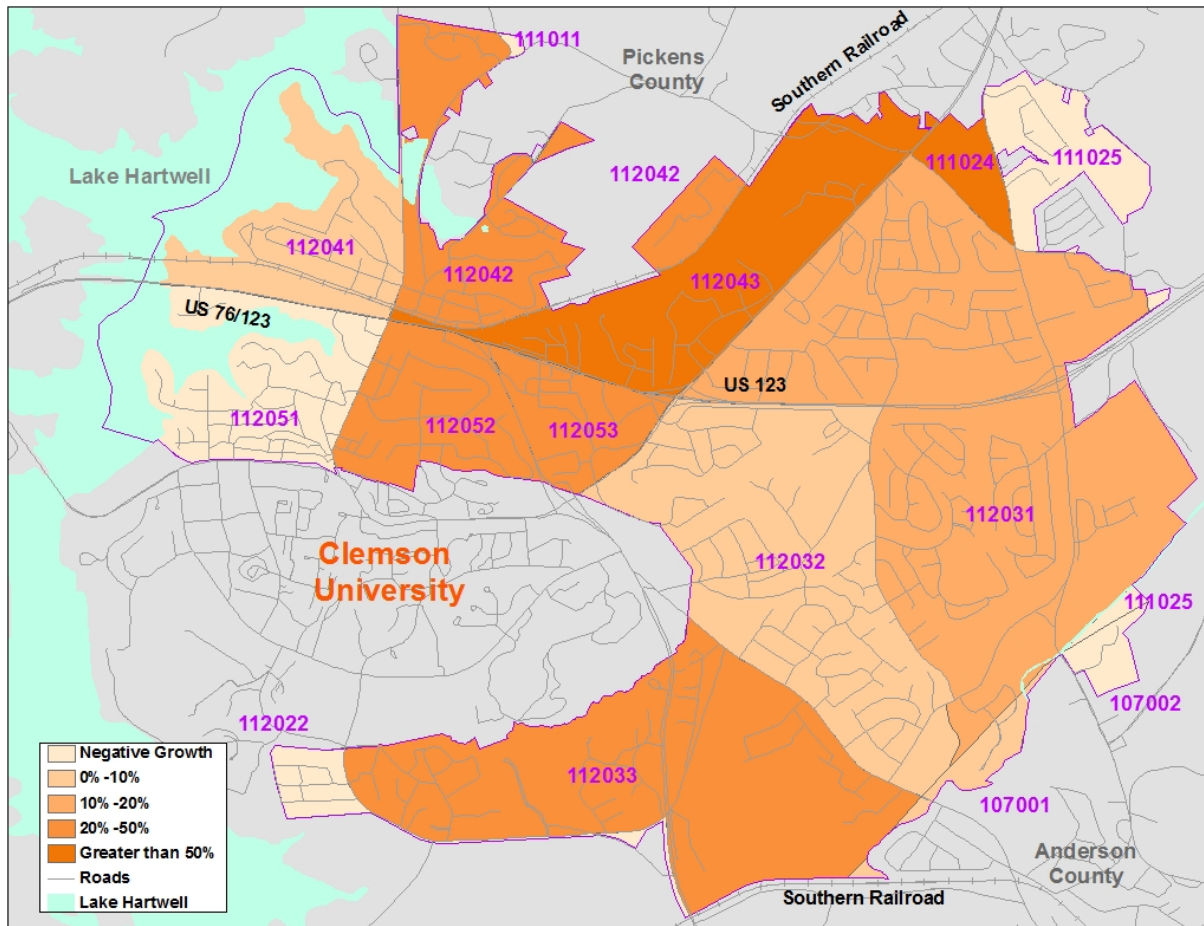 111011
Pickens
County
Southern Railroad
111024
111025
Lake Hartwell
112042
112041
112042
112043
US 76/123
US 123
112051
112052
112053
112031
Clemson
University
112032
111025
107002
112022
112033
107001
Anderson
County
Southern Railroad
Negative Growth
0% -10%
10% -20%
20% -50%
Greater than 50%
Roads
Lake Hartwell